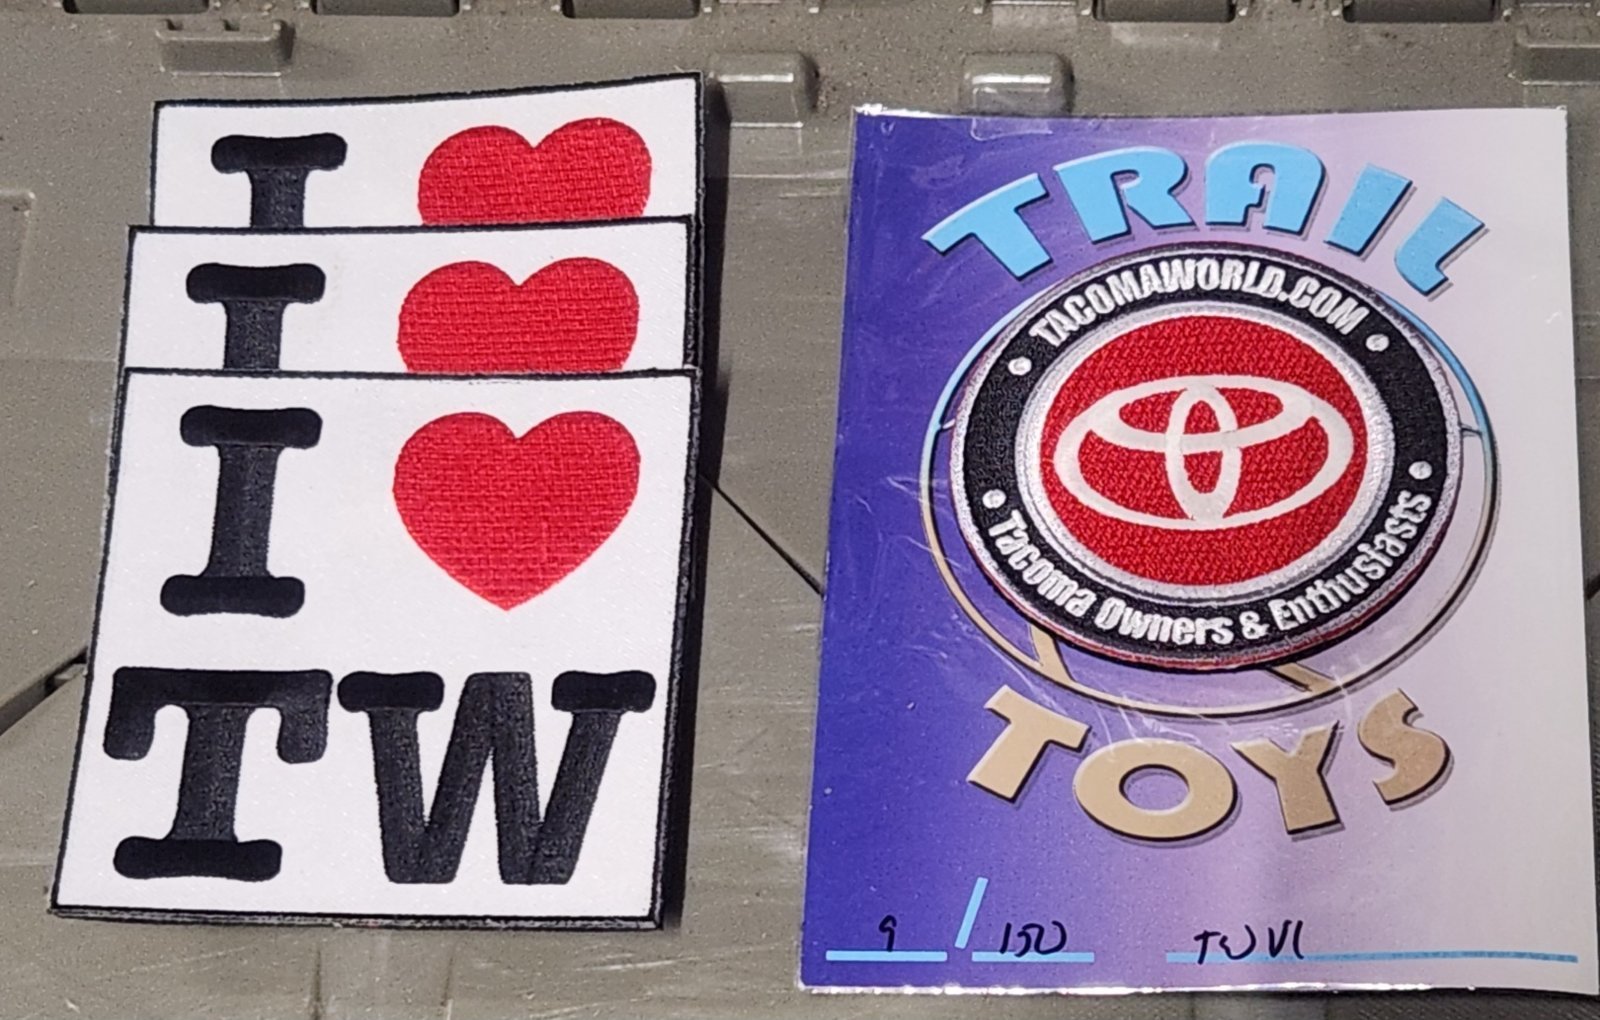 I
I
I
TW
TRAIL
TACOMAWORLD.COM
Tacoma Owners & Enthusiasts
TOYS
9 / 150 TWV1